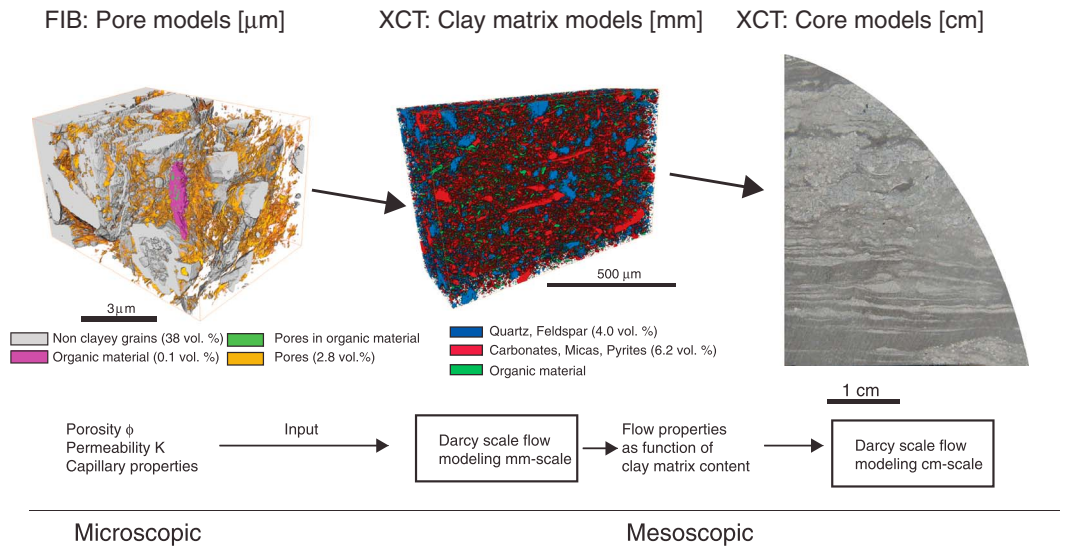 FIB: Pore models [μm]
XCT: Clay matrix models [mm]
XCT: Core models [cm]
3μm
500 μm
Non clayey grains (38 vol. %)
Pores in organic material
Organic material (0.1 vol. %)
Pores (2.8 vol.%)
Quartz, Feldspar (4.0 vol. %)
Carbonates, Micas, Pyrites (6.2 vol. %)
Organic material
1 cm
Porosity ϕ
Permeability K
Capillary properties
Input
Darcy scale flow
modeling mm-scale
Flow properties
as function of
clay matrix content
Darcy scale flow
modeling cm-scale
Microscopic
Mesoscopic